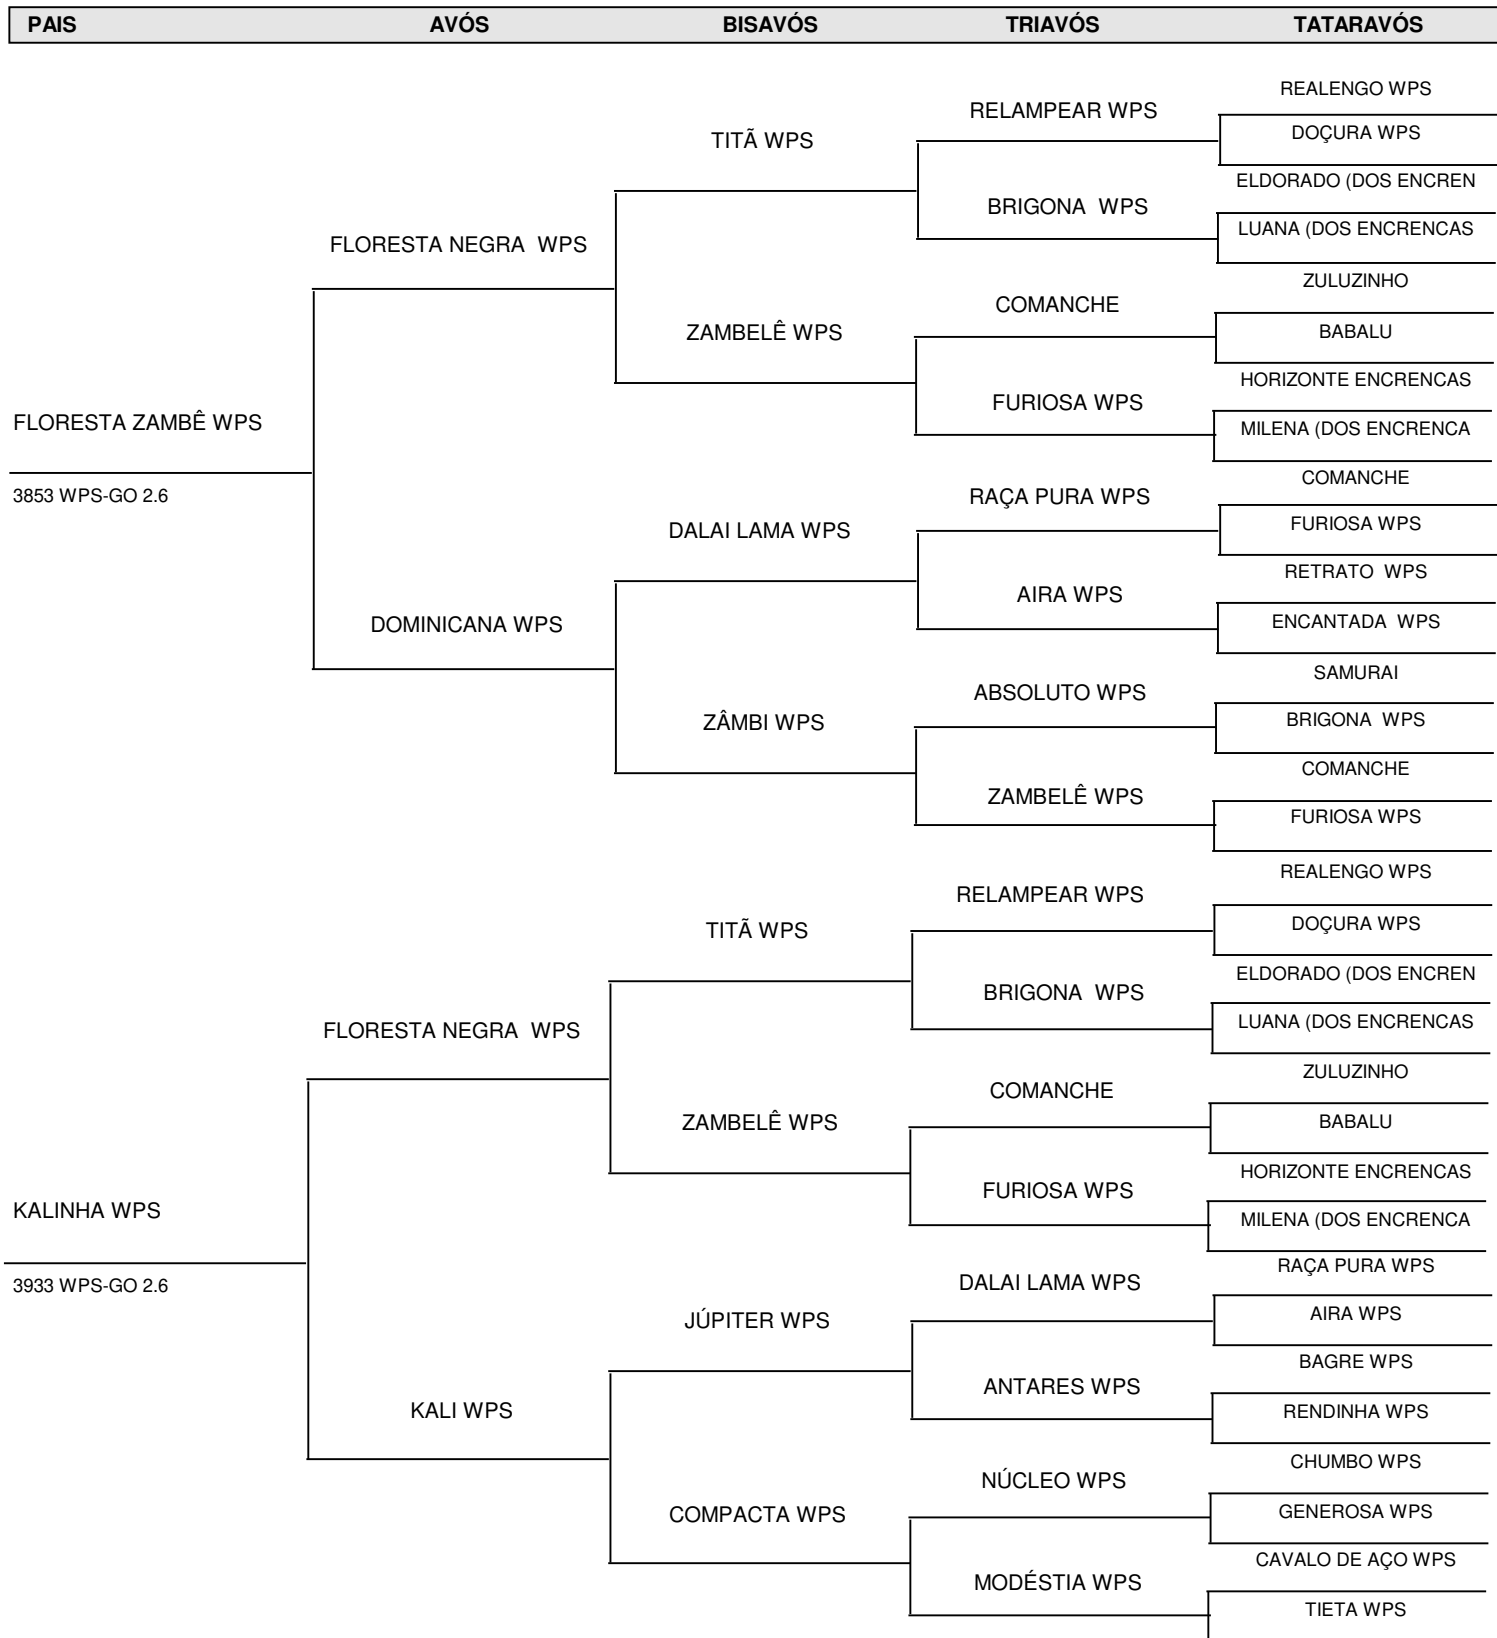 PAIS AVÓS BISAVÓS TRIAVÓS TATARAVÓS
REALENGO WPS
RELAMPEAR WPS
DOÇURA WPS
TITÃ WPS
ELDORADO (DOS ENCREN
BRIGONA WPS
LUANA (DOS ENCRENCAS
FLORESTA NEGRA WPS
ZULUZINHO
COMANCHE
BABALU
ZAMBELÊ WPS
HORIZONTE ENCRENCAS
FURIOSA WPS
MILENA (DOS ENCRENCA
FLORESTA ZAMBÊ WPS
3853 WPS-GO 2.6
COMANCHE
RAÇA PURA WPS
FURIOSA WPS
DALAI LAMA WPS
RETRATO WPS
AIRA WPS
ENCANTADA WPS
DOMINICANA WPS
SAMURAI
ABSOLUTO WPS
BRIGONA WPS
ZÂMBI WPS
COMANCHE
ZAMBELÊ WPS
FURIOSA WPS
REALENGO WPS
RELAMPEAR WPS
DOÇURA WPS
TITÃ WPS
ELDORADO (DOS ENCREN
BRIGONA WPS
LUANA (DOS ENCRENCAS
FLORESTA NEGRA WPS
ZULUZINHO
COMANCHE
BABALU
ZAMBELÊ WPS
HORIZONTE ENCRENCAS
FURIOSA WPS
MILENA (DOS ENCRENCA
KALINHA WPS
3933 WPS-GO 2.6
RAÇA PURA WPS
DALAI LAMA WPS
AIRA WPS
JÚPITER WPS
BAGRE WPS
ANTARES WPS
RENDINHA WPS
KALI WPS
CHUMBO WPS
NÚCLEO WPS
GENEROSA WPS
COMPACTA WPS
CAVALO DE AÇO WPS
MODÉSTIA WPS
TIETA WPS